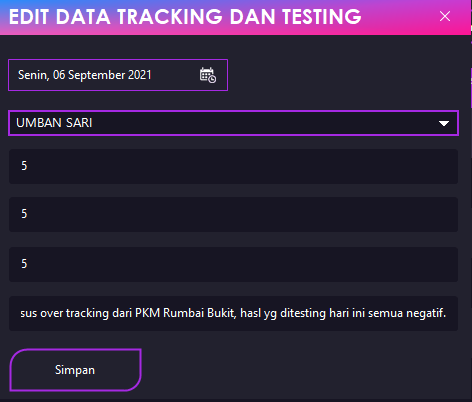 EDIT DATA TRACKING DAN TESTING
Senin, 06 September 2021
UMBAN SARI
5
5
5
sus over tracking dari PKM Rumbai Bukit, hasl yg ditesting hari ini semua negatif.
Simpan